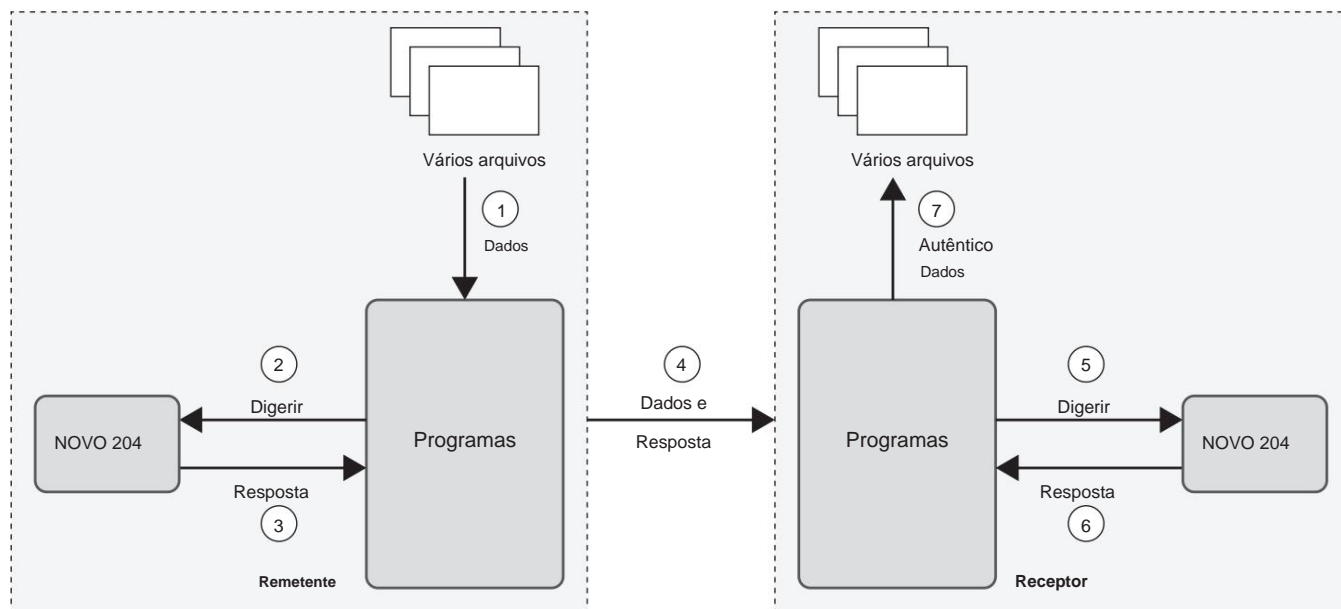 Vários arquivos
1
Dados
2
Digerir
NOVO 204
Programas
Resposta
3
Remetente
4
Dados e
Resposta
Vários arquivos
7
Autêntico
Dados
Programas
5
Digerir
NOVO 204
Resposta
6
Receptor